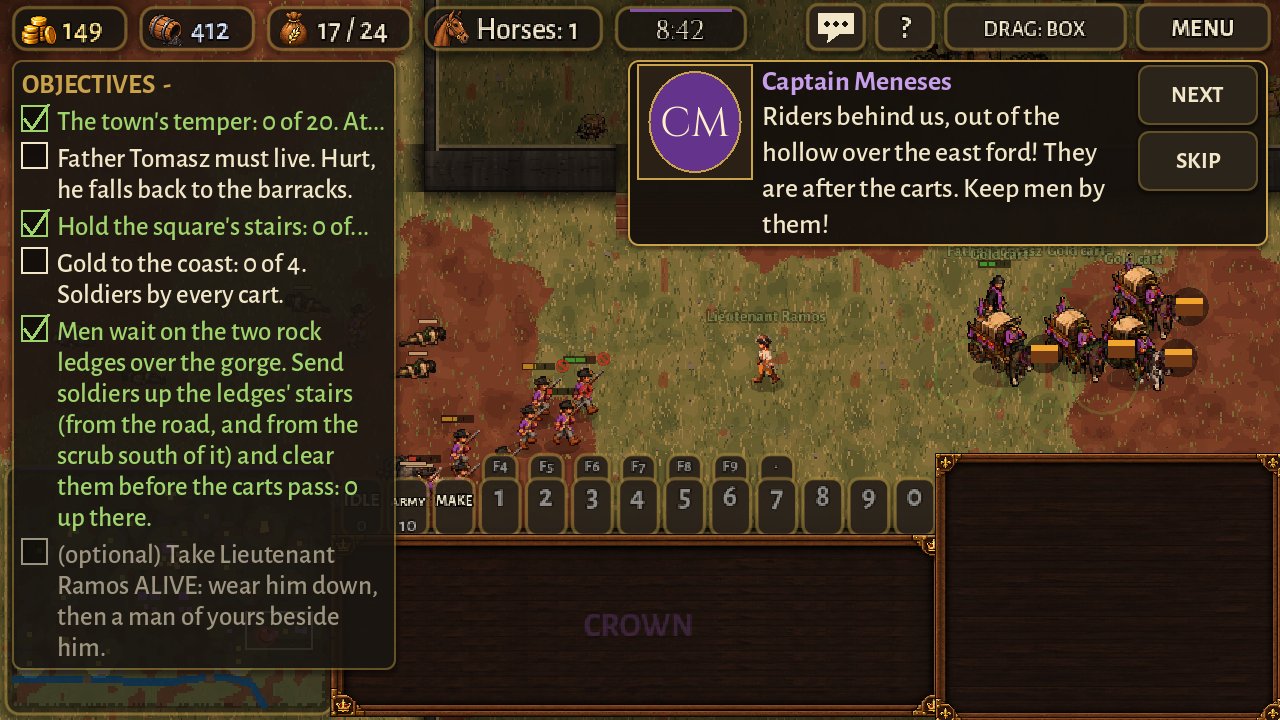 149
412
17 / 24
Horses: 1
8:42
?
DRAG: BOX
MENU
OBJECTIVES -
The town's temper: 0 of 20. At...
Father Tomasz must live. Hurt,
he falls back to the barracks.
Hold the square's stairs: 0 of...
Gold to the coast: 0 of 4.
Soldiers by every cart.
Men wait on the two rock
ledges over the gorge. Send
soldiers up the ledges' stairs
(from the road, and from the
scrub south of it) and clear
them before the carts pass: 0
up there.
(optional) Take Lieutenant
Ramos ALIVE: wear him down,
then a man of yours beside
him.
CM
Captain Meneses
Riders behind us, out of the
hollow over the east ford! They
are after the carts. Keep men by
them!
NEXT
SKIP
Gold cart
Gold cart
Gold cart
Lieutenant Ramos
F4 F5 F6 F7 F8 F9
IDLE ARMY MAKE 1 2 3 4 5 6 7 8 9 0
0 10
CROWN